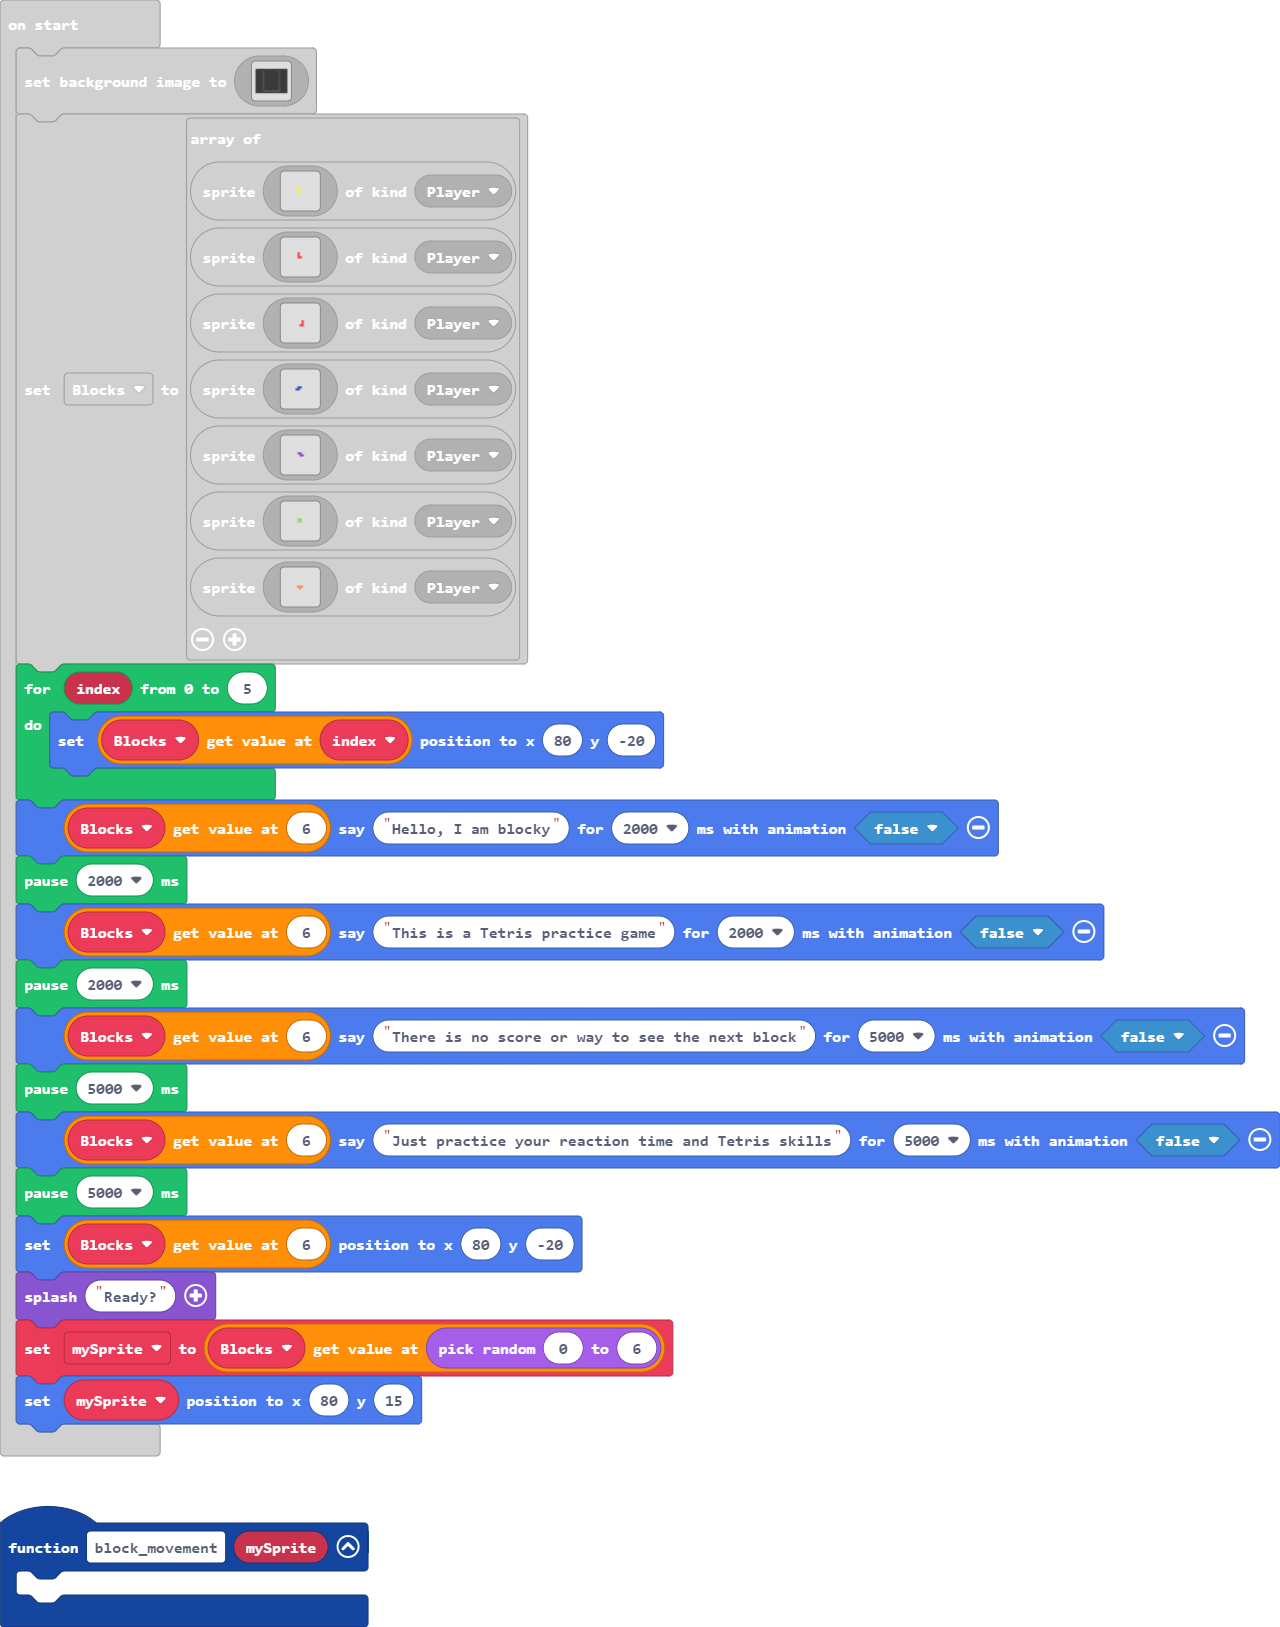 on start
set background image to
array of
sprite of kind Player
sprite of kind Player
sprite of kind Player
set Blocks to sprite of kind Player
sprite of kind Player
sprite of kind Player
sprite of kind Player
for index from 0 to 5
do
set Blocks get value at index position to x 80 y -20
Blocks get value at 6 say "Hello, I am blocky" for 2000 ms with animation false
pause 2000 ms
Blocks get value at 6 say "This is a Tetris practice game" for 2000 ms with animation false
pause 2000 ms
Blocks get value at 6 say "There is no score or way to see the next block" for 5000 ms with animation false
pause 5000 ms
Blocks get value at 6 say "Just practice your reaction time and Tetris skills" for 5000 ms with animation false
pause 5000 ms
set Blocks get value at 6 position to x 80 y -20
splash "Ready?"
set mySprite to Blocks get value at pick random 0 to 6
set mySprite position to x 80 y 15
function block_movement mySprite